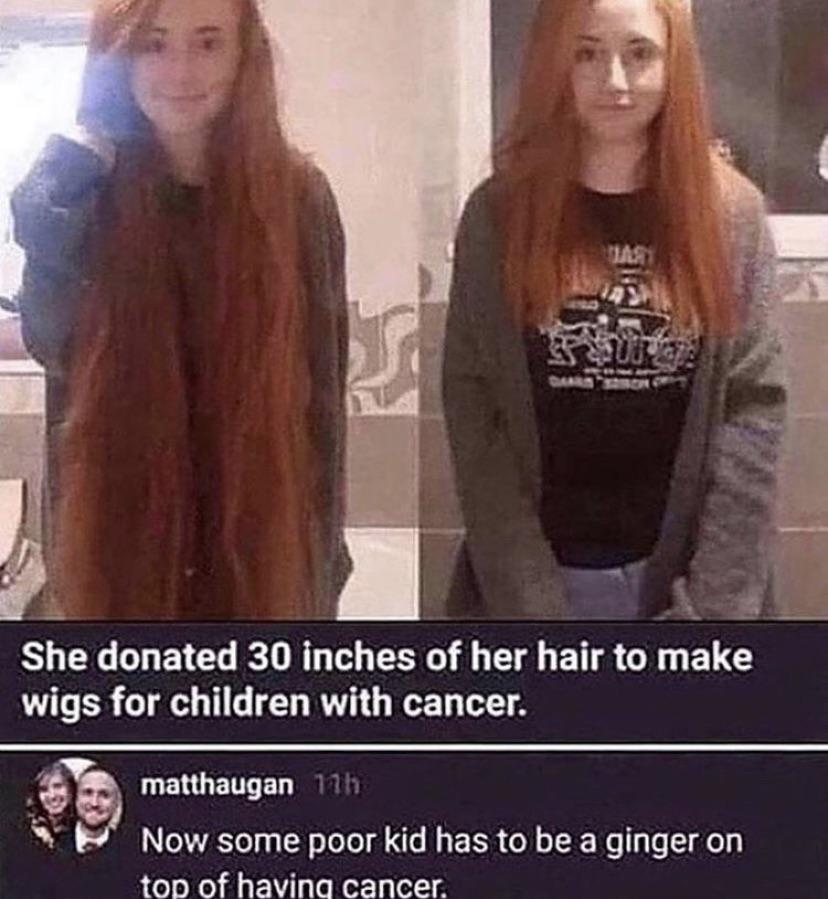 She donated 30 inches of her hair to make
wigs for children with cancer.
matthaugan 11h
Now some poor kid has to be a ginger on
top of having cancer.